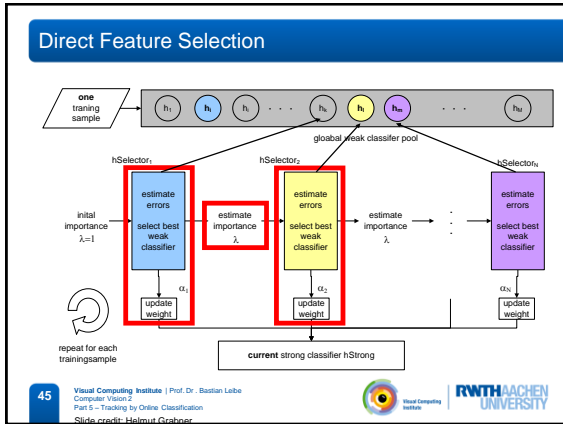 Direct Feature Selection
one
traning
sample
h1 hi hi · · · hk hl hm · · · hM
gloabal weak classifer pool
hSelector1
hSelector2
hSelectorN
estimate
errors
select best
weak
classifier
estimate
errors
select best
weak
classifier
estimate
errors
select best
weak
classifier
inital
importance
λ=1
estimate
importance
λ
estimate
importance
λ
. . .
α1
α2
αN
update
weight
update
weight
update
weight
repeat for each
trainingsample
current strong classifier hStrong
45
Visual Computing Institute | Prof. Dr . Bastian Leibe
Computer Vision 2
Part 5 – Tracking by Online Classification
Slide credit: Helmut Grabner
Visual Computing
Institute
RWTHAACHEN
UNIVERSITY